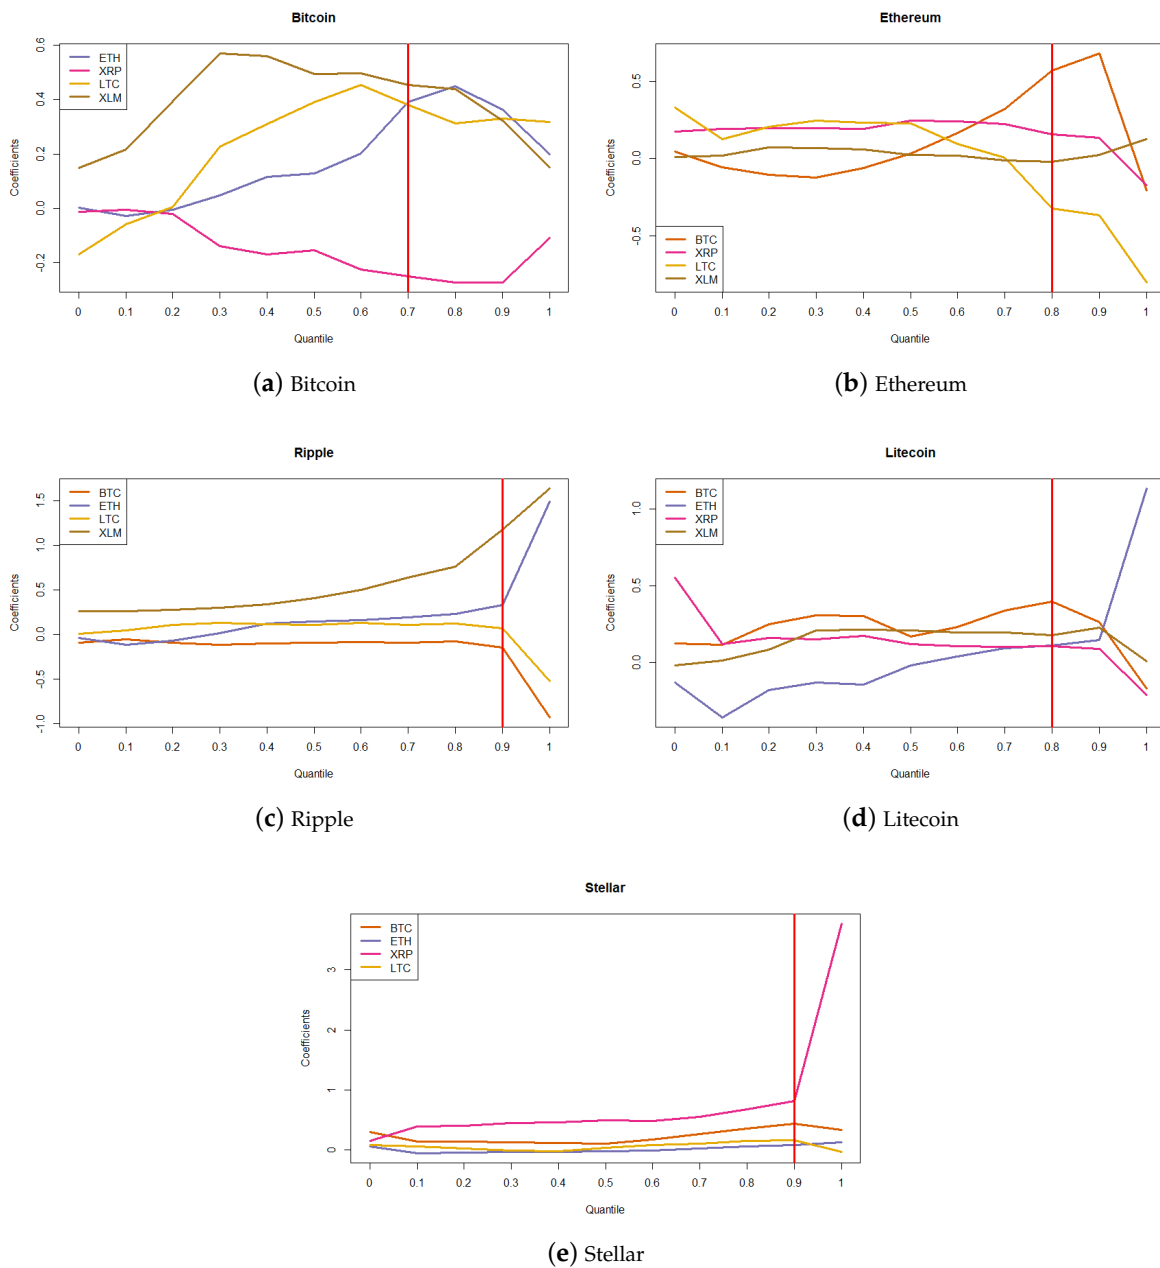 Bitcoin
ETH
XRP
LTC
XLM
0.6
0.4
0.2
0.0
-0.2
Coefficients
0 0.1 0.2 0.3 0.4 0.5 0.6 0.7 0.8 0.9 1
Quantile
(a) Bitcoin
Ethereum
BTC
XRP
LTC
XLM
0.5
0.0
-0.5
Coefficients
0 0.1 0.2 0.3 0.4 0.5 0.6 0.7 0.8 0.9 1
Quantile
(b) Ethereum
Ripple
BTC
ETH
LTC
XLM
1.5
1.0
0.5
0.0
-0.5
-1.0
Coefficients
0 0.1 0.2 0.3 0.4 0.5 0.6 0.7 0.8 0.9 1
Quantile
(c) Ripple
Litecoin
BTC
ETH
XRP
XLM
1.0
0.5
0.0
Coefficients
0 0.1 0.2 0.3 0.4 0.5 0.6 0.7 0.8 0.9 1
Quantile
(d) Litecoin
Stellar
BTC
ETH
XRP
LTC
3
2
1
0
Coefficients
0 0.1 0.2 0.3 0.4 0.5 0.6 0.7 0.8 0.9 1
Quantile
(e) Stellar